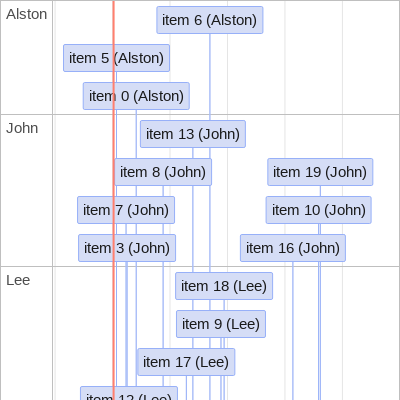 Alston
item 6 (Alston)
item 5 (Alston)
item 0 (Alston)
John
item 13 (John)
item 8 (John)
item 19 (John)
item 7 (John)
item 10 (John)
item 3 (John)
item 16 (John)
Lee
item 18 (Lee)
item 9 (Lee)
item 17 (Lee)
item 12 (Lee)